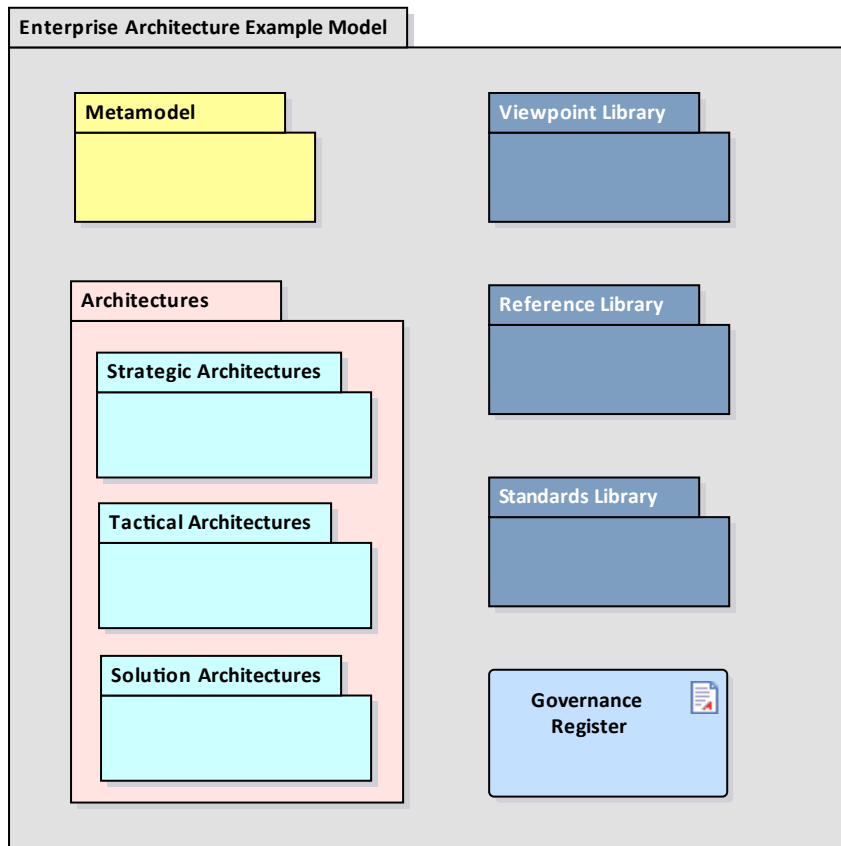 Enterprise Architecture Example Model
Metamodel
Viewpoint Library
Architectures
Reference Library
Strategic Architectures
Tactical Architectures
Standards Library
Solution Architectures
Governance
Register